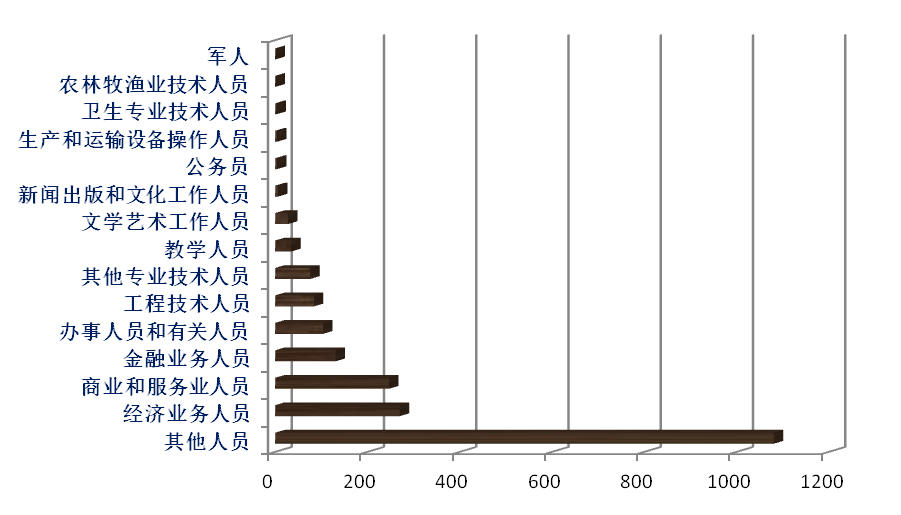 军人
农林牧渔业技术人员
卫生专业技术人员
生产和运输设备操作人员
公务员
新闻出版和文化工作人员
文学艺术工作人员
教学人员
其他专业技术人员
工程技术人员
办事人员和有关人员
金融业务人员
商业和服务业人员
经济业务人员
其他人员
0 200 400 600 800 1000 1200